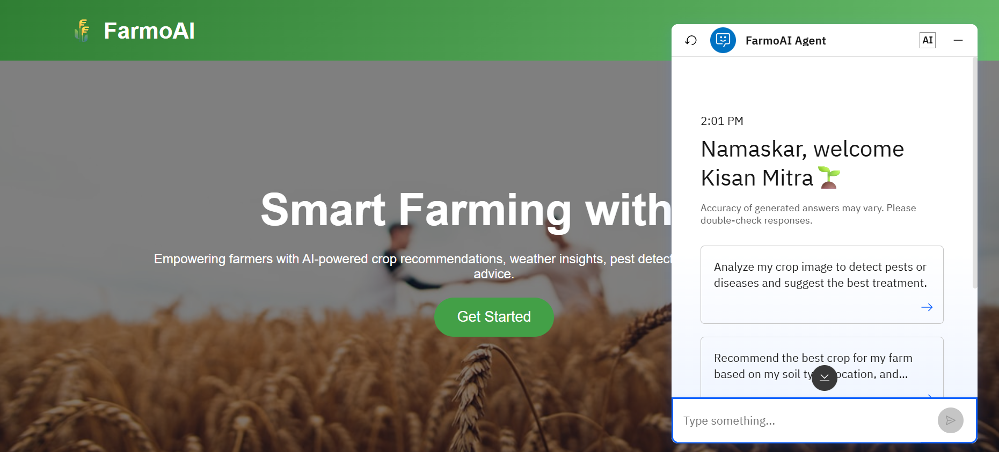 FarmoAI
Smart Farming with
Empowering farmers with AI-powered crop recommendations, weather insights, pest detect
advice.
Get Started
FarmoAI Agent
AI
2:01 PM
Namaskar, welcome
Kisan Mitra
Accuracy of generated answers may vary. Please
double-check responses.
Analyze my crop image to detect pests or
diseases and suggest the best treatment.
Recommend the best crop for my farm
based on my soil ty ocation, and...
Type something...